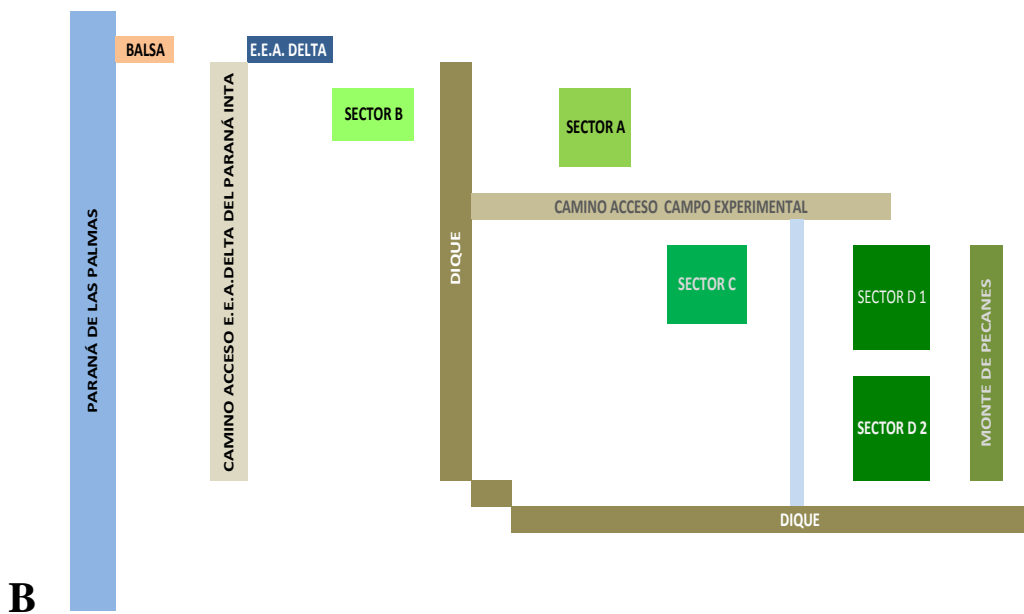 BALSA
E.E.A. DELTA
SECTOR B
SECTOR A
CAMINO ACCESO CAMPO EXPERIMENTAL
PARANÁ DE LAS PALMAS
CAMINO ACCESO E.E.A.DELTA DEL PARANÁ INTA
DIQUE
SECTOR C
SECTOR D 1
MONTE DE PECANES
SECTOR D 2
DIQUE
B